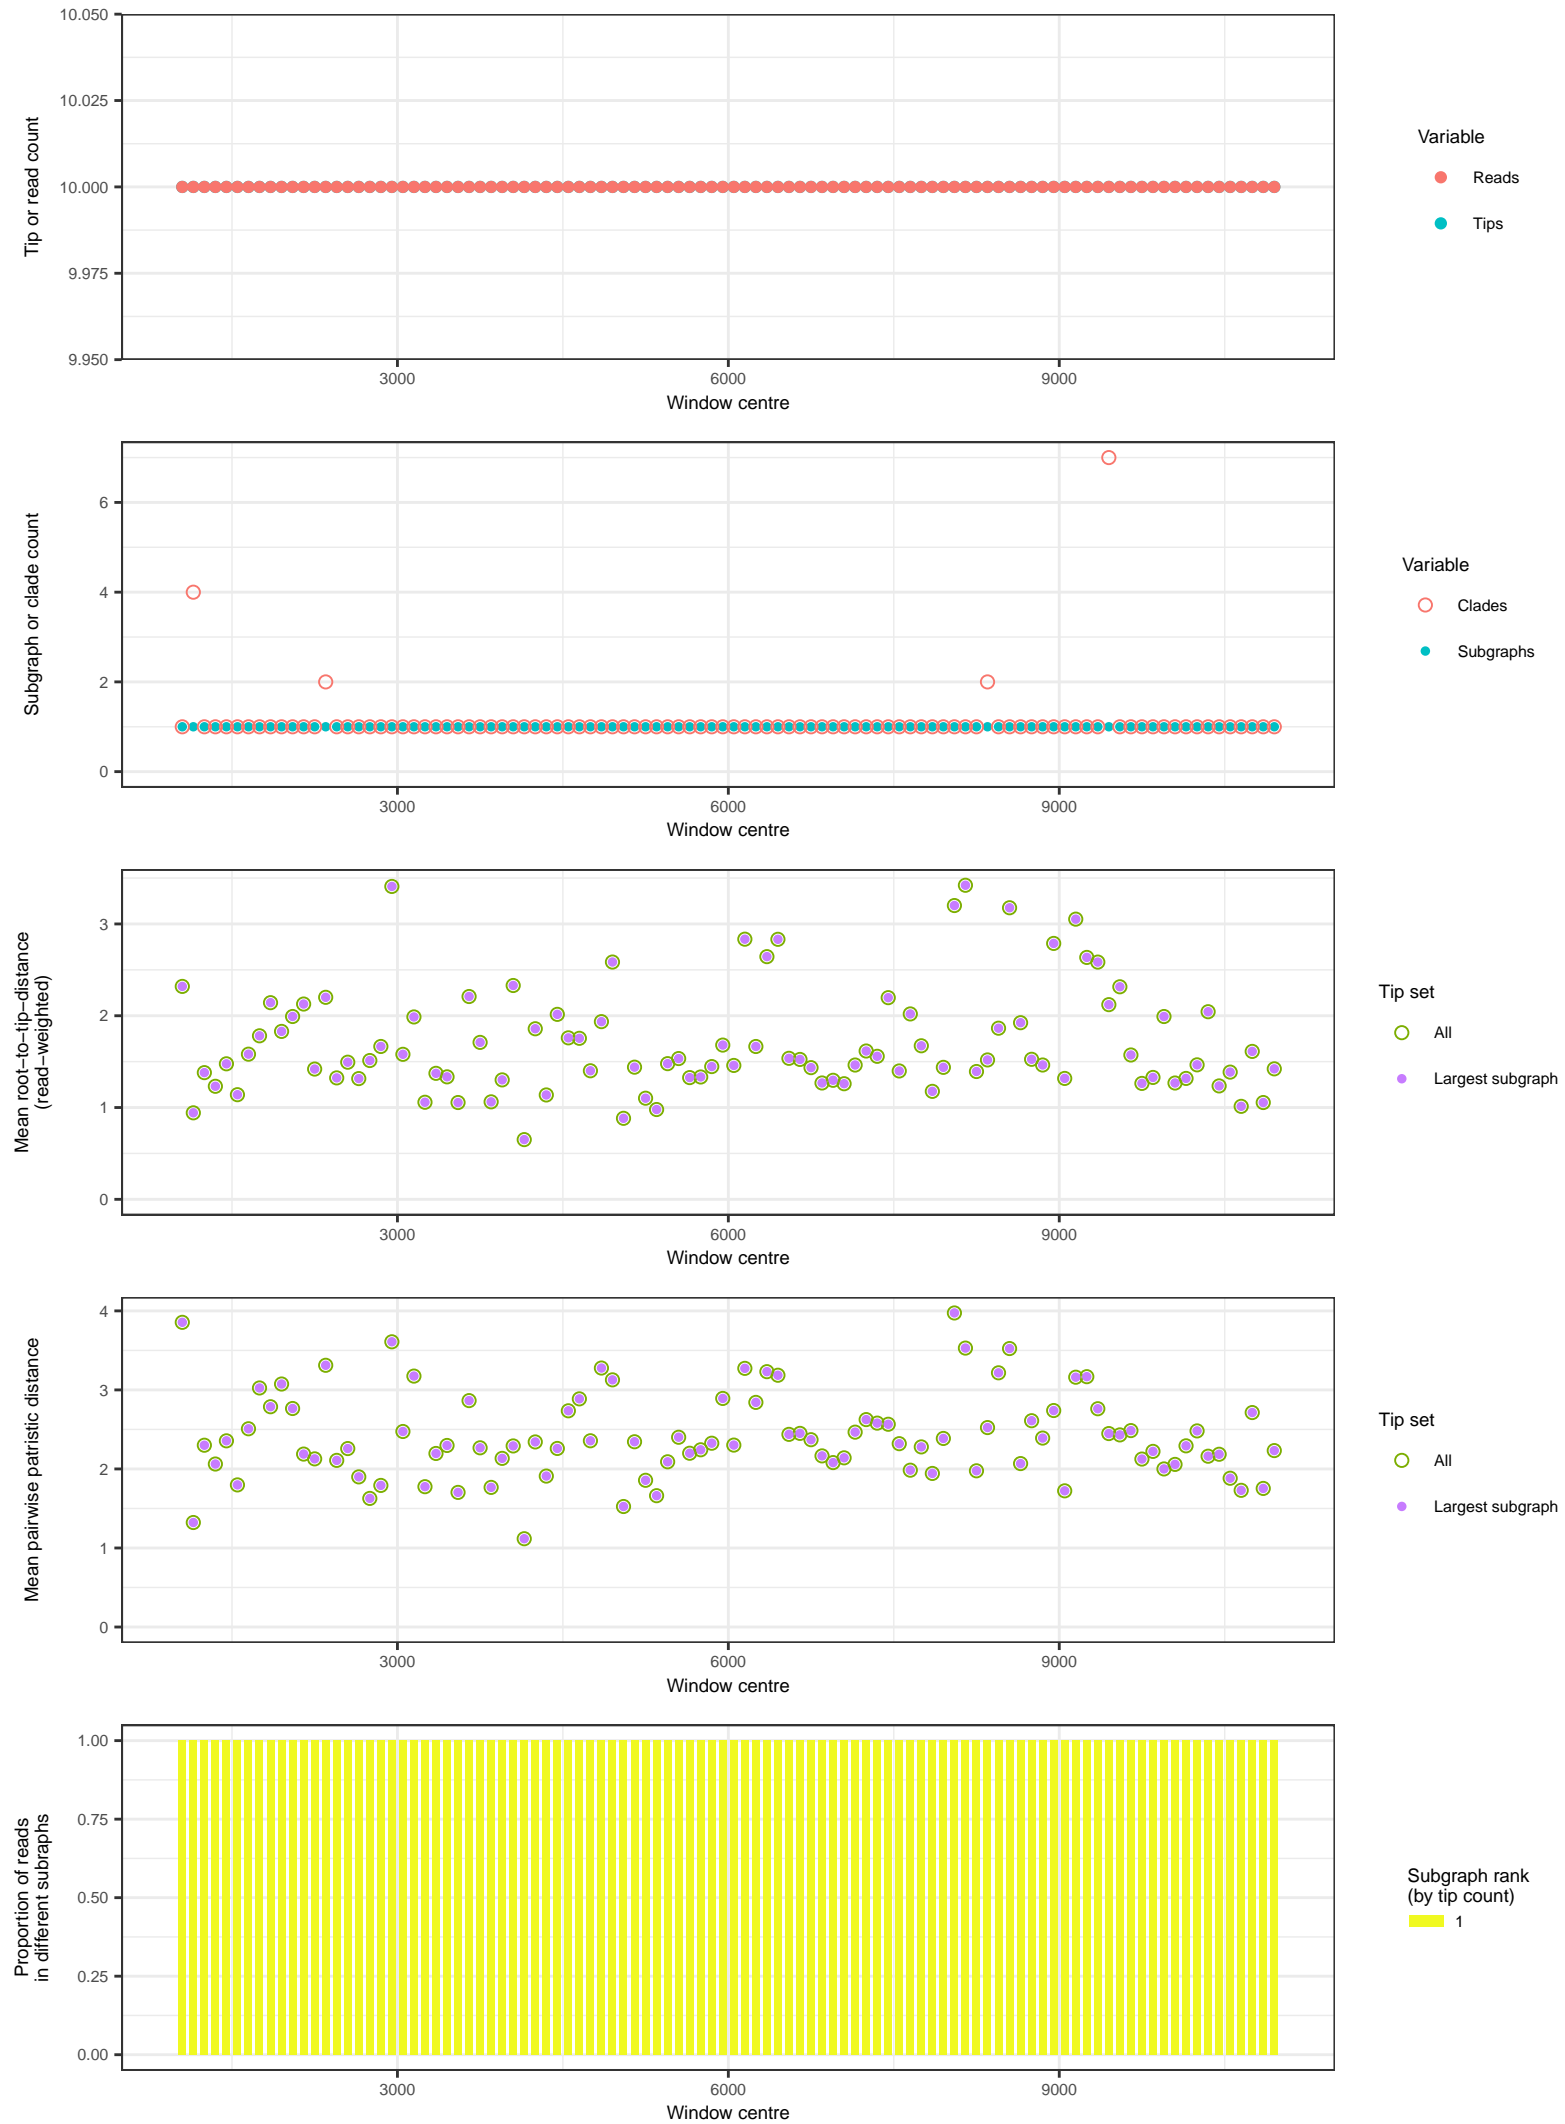 10.050
10.025
10.000
9.975
9.950
Tip or read count
3000 6000 9000
Window centre
Variable
Reads
Tips
6
4
2
0
Subgraph or clade count
3000 6000 9000
Window centre
Variable
Clades
Subgraphs
3
2
1
0
Mean root−to−tip−distance
(read−weighted)
3000 6000 9000
Window centre
Tip set
All
Largest subgraph
4
3
2
1
0
Mean pairwise patristic distance
3000 6000 9000
Window centre
Tip set
All
Largest subgraph
1.00
0.75
0.50
0.25
0.00
Proportion of reads
in different subraphs
3000 6000 9000
Window centre
Subgraph rank
(by tip count)
1